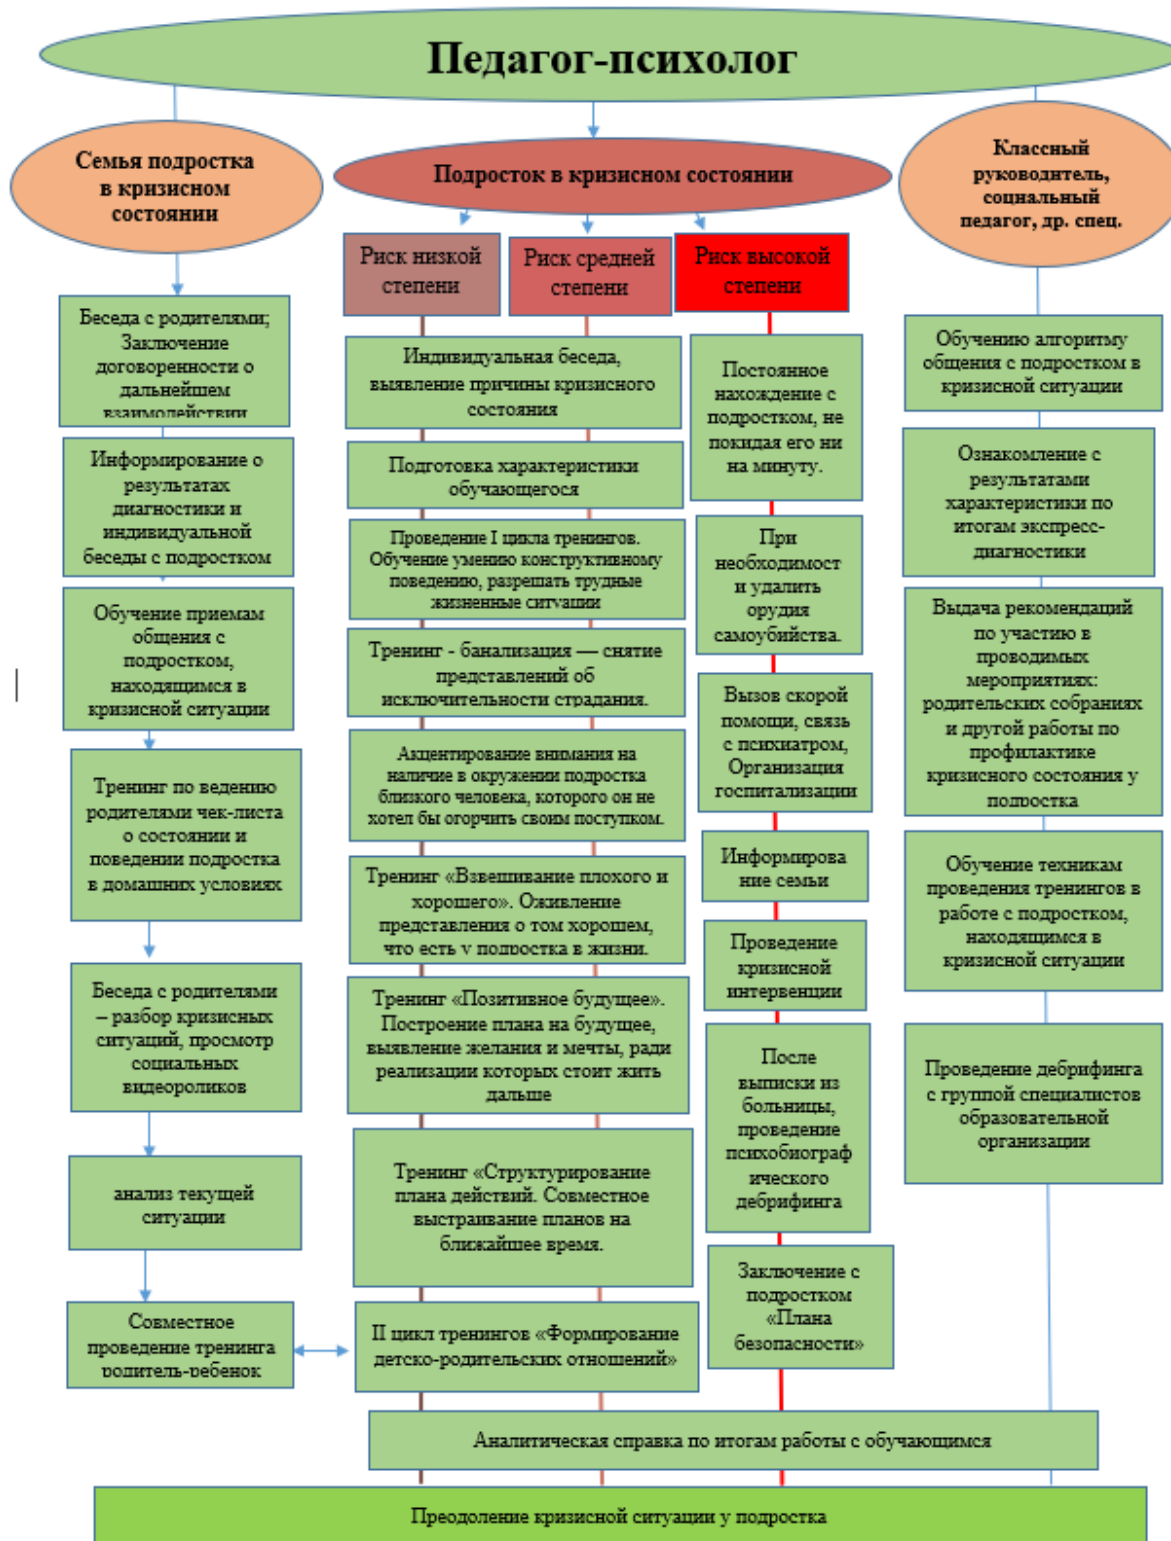 Педагог-психолог
Семья подростка
в кризисном
состоянии
Подросток в кризисном состоянии
Классный
руководитель,
социальный
педагог, др. спец.
Риск низкой
степени
Риск средней
степени
Риск высокой
степени
Беседа с родителями;
Заключение
договоренности о
дальнейшем
взаимодействии
Информирование о
результатах
диагностики и
индивидуальной
беседы с подростком
Обучение приемам
общения с
подростком,
находящимся в
кризисной ситуации
Тренинг по ведению
родителями чек-листа
о состоянии и
поведении подростка
в домашних условиях
Беседа с родителями
– разбор кризисных
ситуаций, просмотр
социальных
видеороликов
анализ текущей
ситуации
Совместное
проведение тренинга
родитель-ребенок
Индивидуальная беседа,
выявление причины кризисного
состояния
Подготовка характеристики
обучающегося
Проведение I цикла тренингов.
Обучение умению конструктивному
поведению, разрешать трудные
жизненные ситуации
Тренинг - банализация — снятие
представлений об
исключительности страдания.
Акцентирование внимания на
наличие в окружении подростка
близкого человека, которого он не
хотел бы огорчить своим поступком.
Тренинг «Взвешивание плохого и
хорошего». Оживление
представления о том хорошем,
что есть у подростка в жизни.
Тренинг «Позитивное будущее».
Построение плана на будущее,
выявление желания и мечты, ради
реализации которых стоит жить
дальше
Тренинг «Структурирование
плана действий. Совместное
выстраивание планов на
ближайшее время.
II цикл тренингов «Формирование
детско-родительских отношений»
Постоянное
нахождение с
подростком, не
покидая его ни
на минуту.
При
необходимост
и удалить
орудия
самоубийства.
Вызов скорой
помощи, связь
с психиатром,
Организация
госпитализации
Информирова
ние семьи
Проведение
кризисной
интервенции
После
выписки из
больницы,
проведение
психобиограф
ического
дебрифинга
Заключение с
подростком
«Плана
безопасности»
Обучению алгоритму
общения с подростком в
кризисной ситуации
Ознакомление с
результатами
характеристики по
итогам экспресс-
диагностики
Выдача рекомендаций
по участию в
проводимых
мероприятиях:
родительских собраниях
и другой работы по
профилактике
кризисного состояния у
подростка
Обучение техникам
проведения тренингов в
работе с подростком,
находящимся в
кризисной ситуации
Проведение дебрифинга
с группой специалистов
образовательной
организации
Аналитическая справка по итогам работы с обучающимся
Преодоление кризисной ситуации у подростка